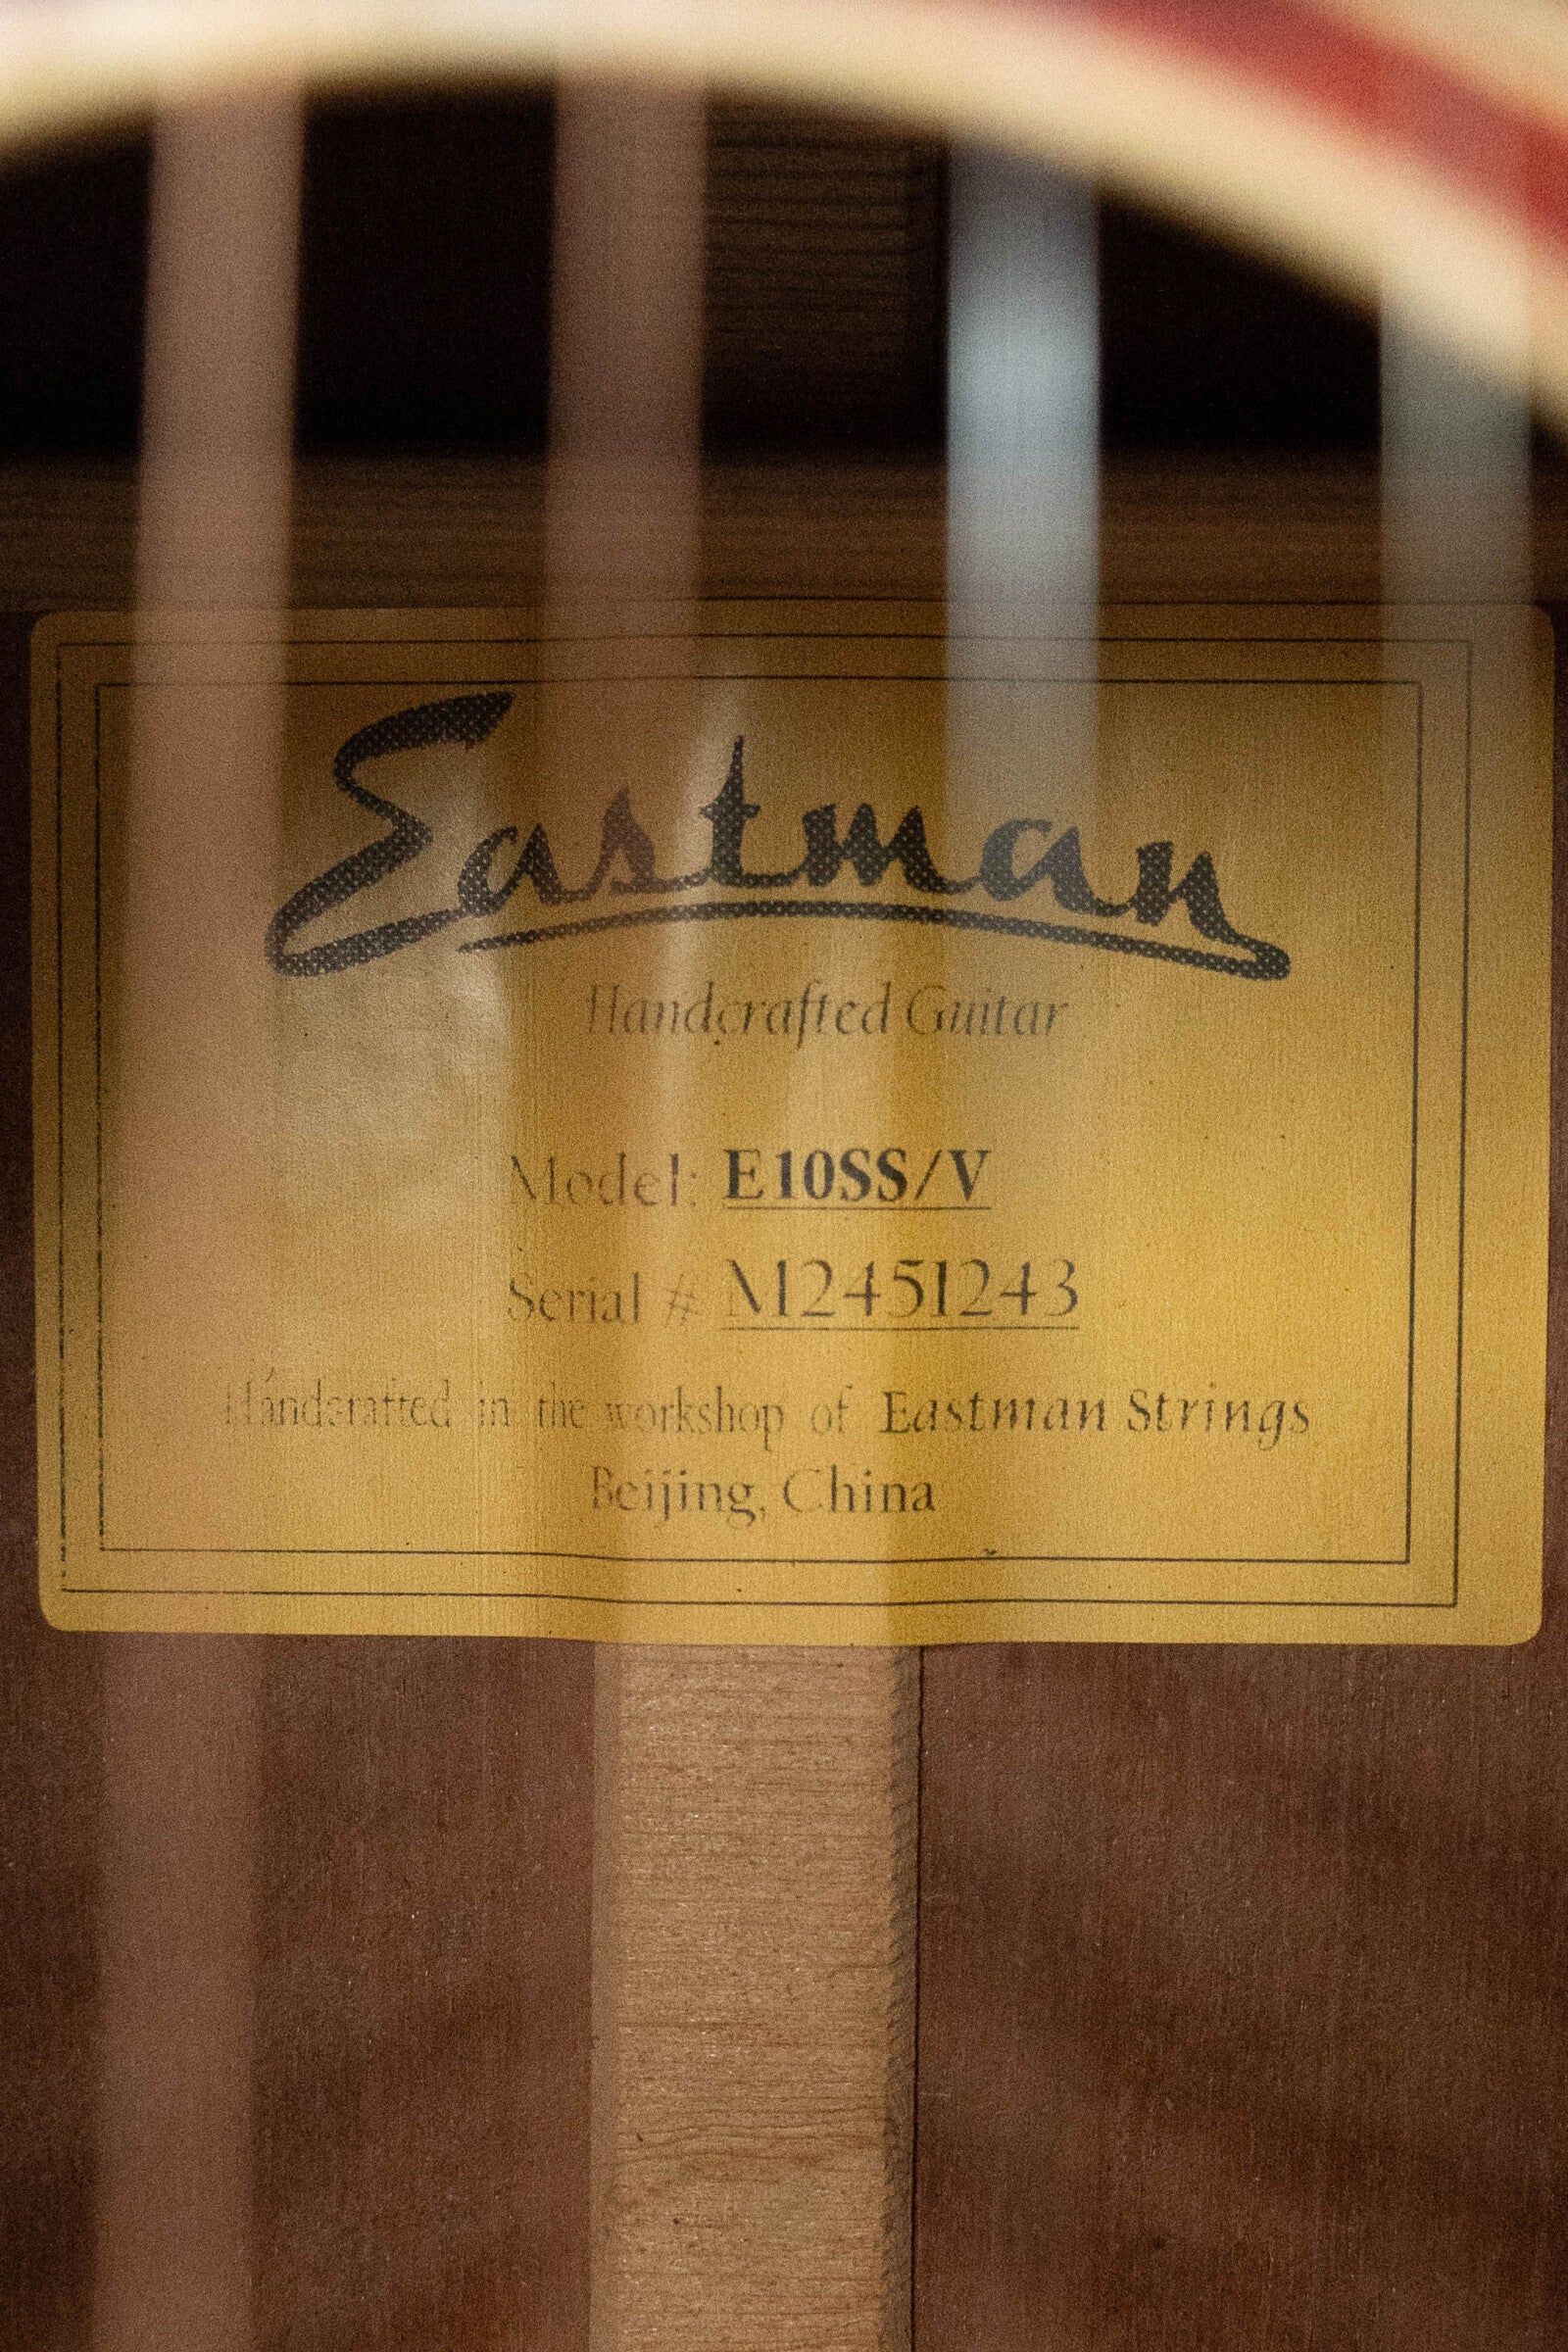 Eastman
Handcrafted Guitar
Model: E10SS/V
Serial # M2451243
Handcrafted in the workshop of Eastman Strings
Beijing, China